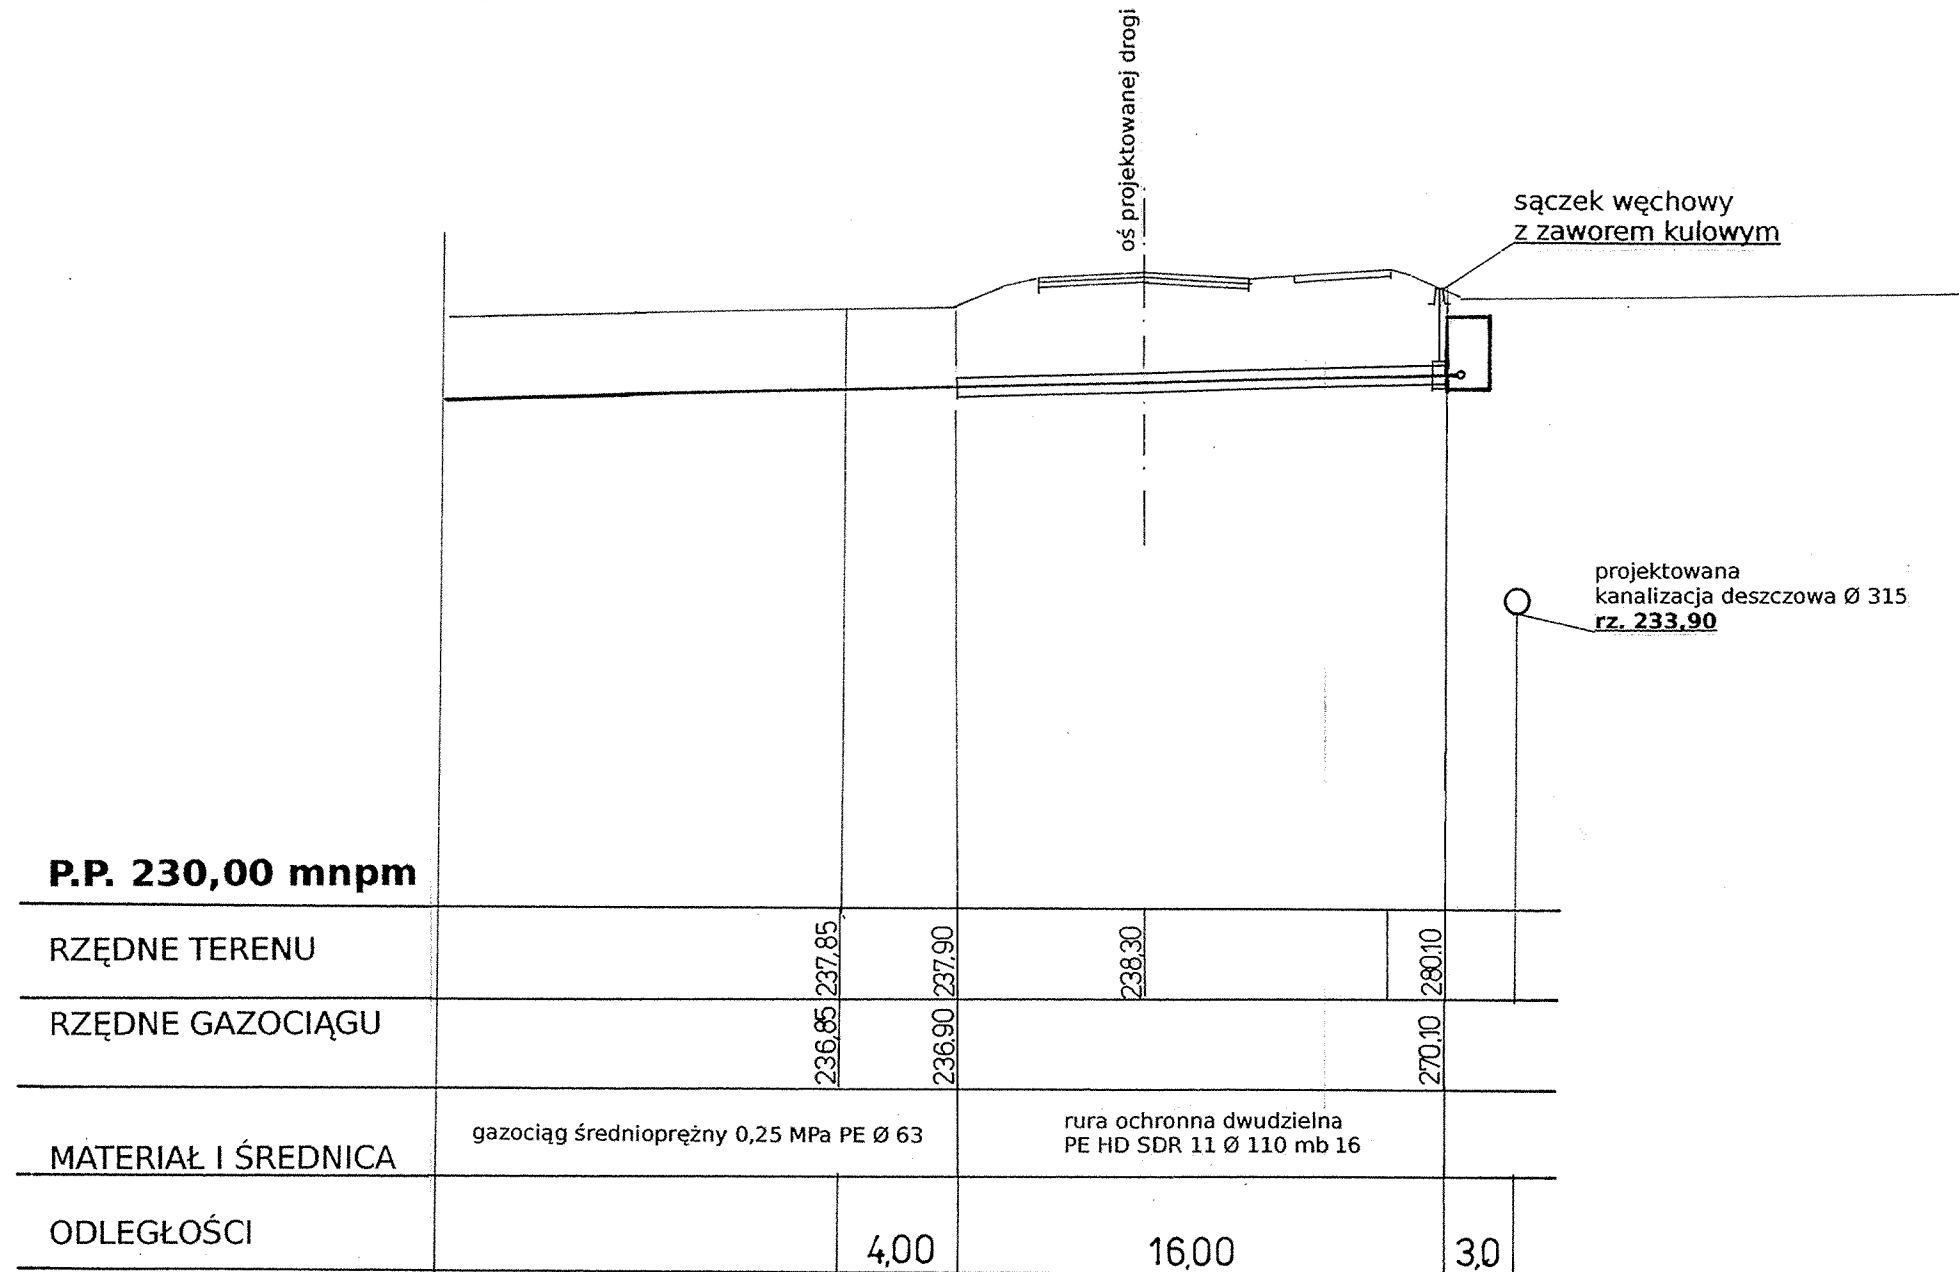 oś projektowanej drogi
sączek węchowy
z zaworem kulowym
projektowana
kanalizacja deszczowa Ø 315
rz. 233,90
P.P. 230,00 mnpm
RZĘDNE TERENU
237,85
237,90
238,30
280.10
RZĘDNE GAZOCIĄGU
236,85
236,90
270,10
MATERIAŁ I ŚREDNICA
gazociąg średnioprężny 0,25 MPa PE Ø 63
rura ochronna dwudzielna
PE HD SDR 11 Ø 110 mb 16
ODLEGŁOŚCI
4,00
16,00
3,0